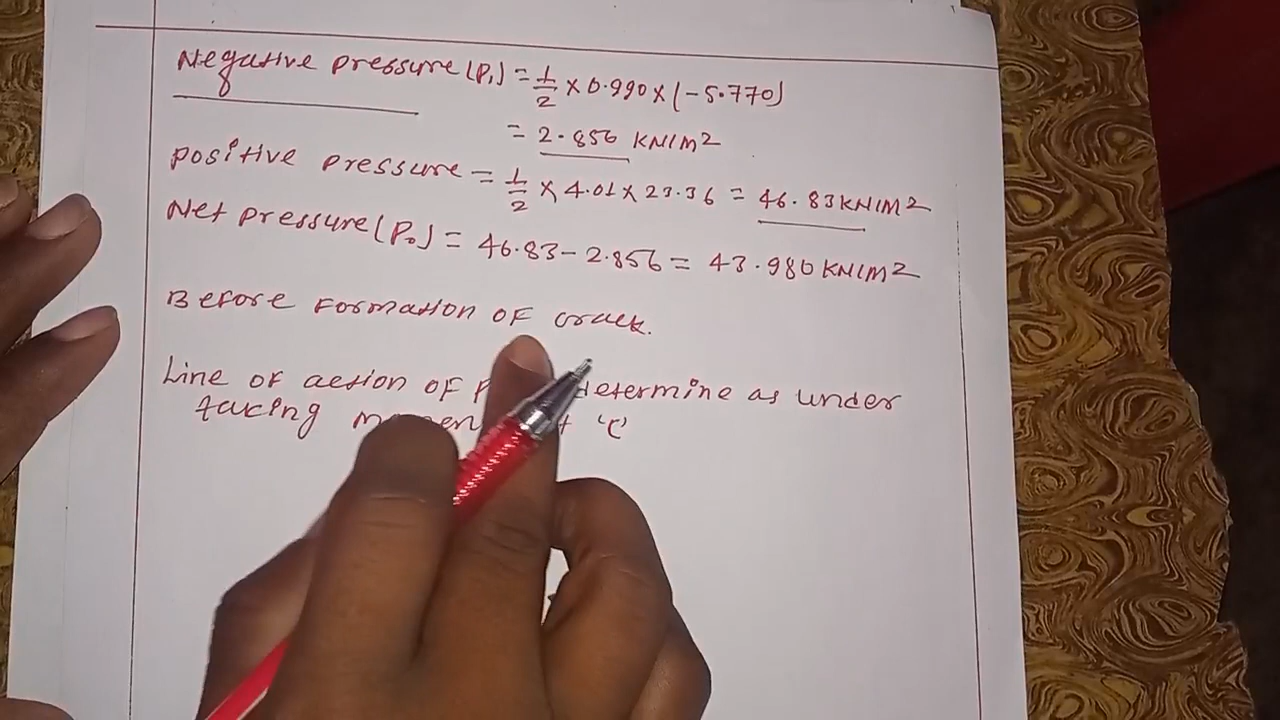 Negative pressure (P1) = 1/2 × 0.990 × (-5.770)
= 2.856 KN/M2
Positive pressure = 1/2 × 4.01 × 23.36 = 46.83 KN/M2
Net pressure (Po) = 46.83 - 2.856 = 43.980 KN/M2
Before Formation OF crack.
Line OF action OF determine as under
taking 'C'